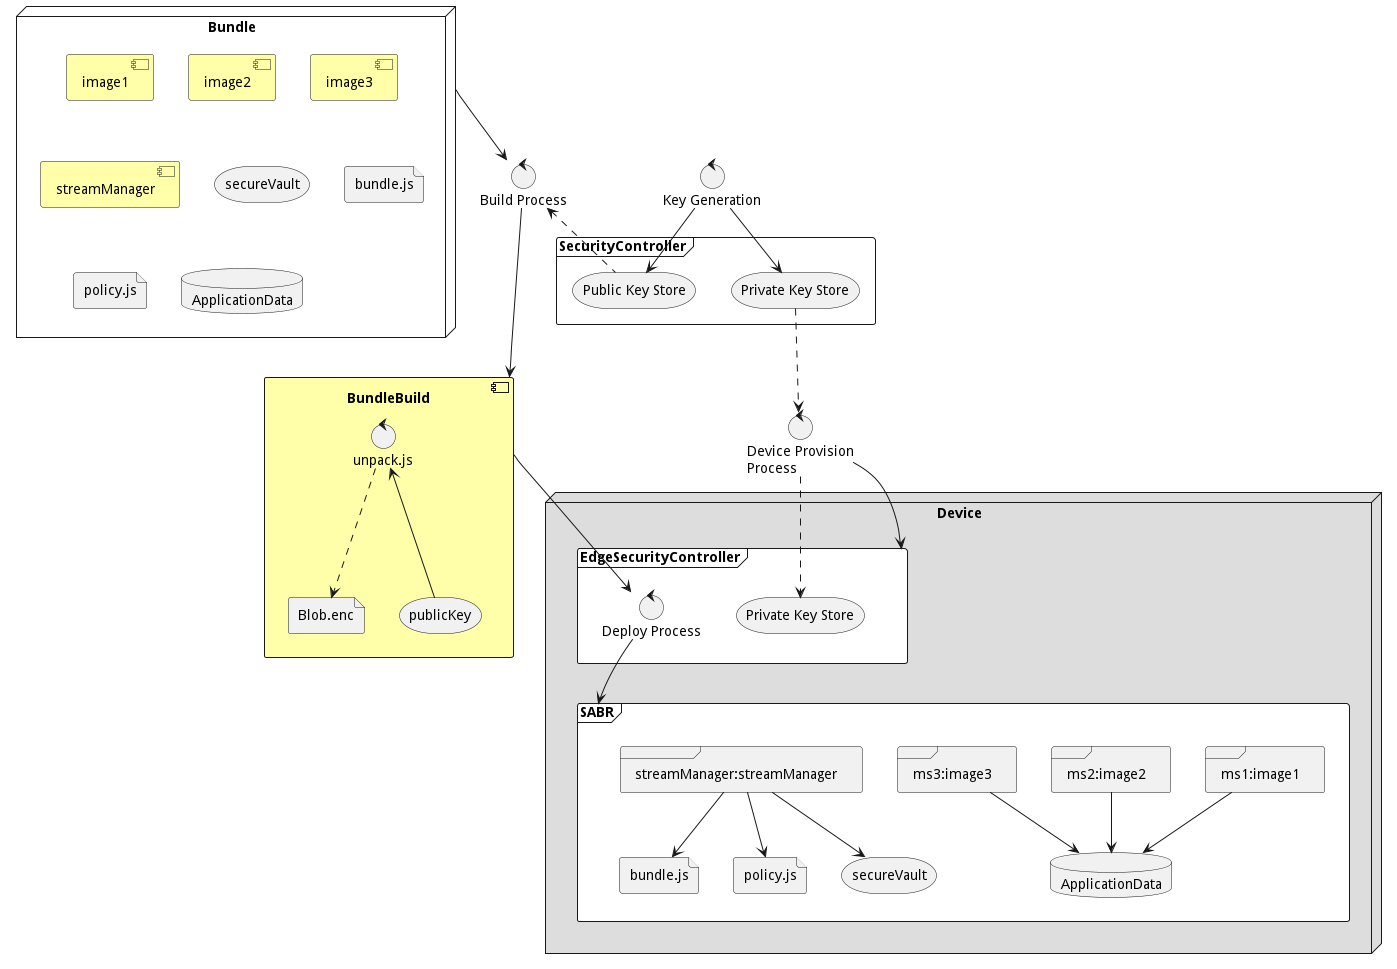 Bundle
image1
image2
image3
streamManager
secureVault
bundle.js
policy.js
ApplicationData
Build Process
Key Generation
SecurityController
Public Key Store
Private Key Store
BundleBuild
unpack.js
Blob.enc
publicKey
Device Provision
Process
Device
EdgeSecurityController
Deploy Process
Private Key Store
SABR
streamManager:streamManager
ms3:image3
ms2:image2
ms1:image1
bundle.js
policy.js
secureVault
ApplicationData